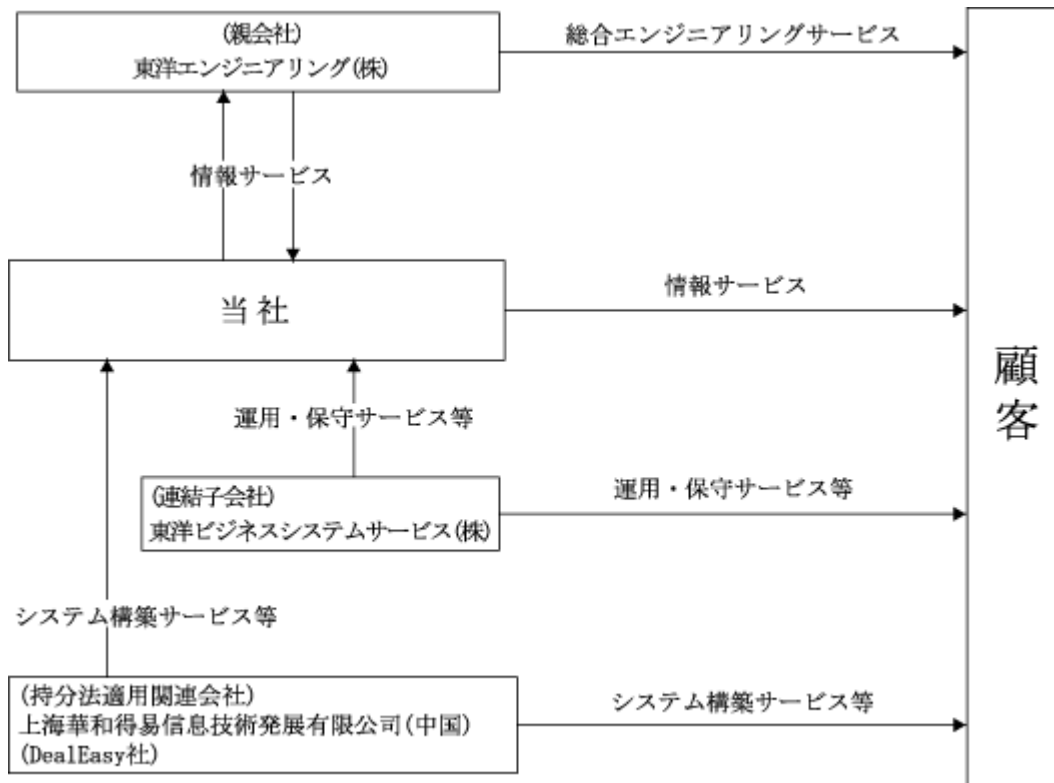 (親会社)
東洋エンジニアリング(株)
総合エンジニアリングサービス
情報サービス
当社
情報サービス
顧客
運用・保守サービス等
(連結子会社)
東洋ビジネスシステムサービス(株)
運用・保守サービス等
システム構築サービス等
(持分法適用関連会社)
上海華和得易信息技術発展有限公司(中国)
(DealEasy社)
システム構築サービス等